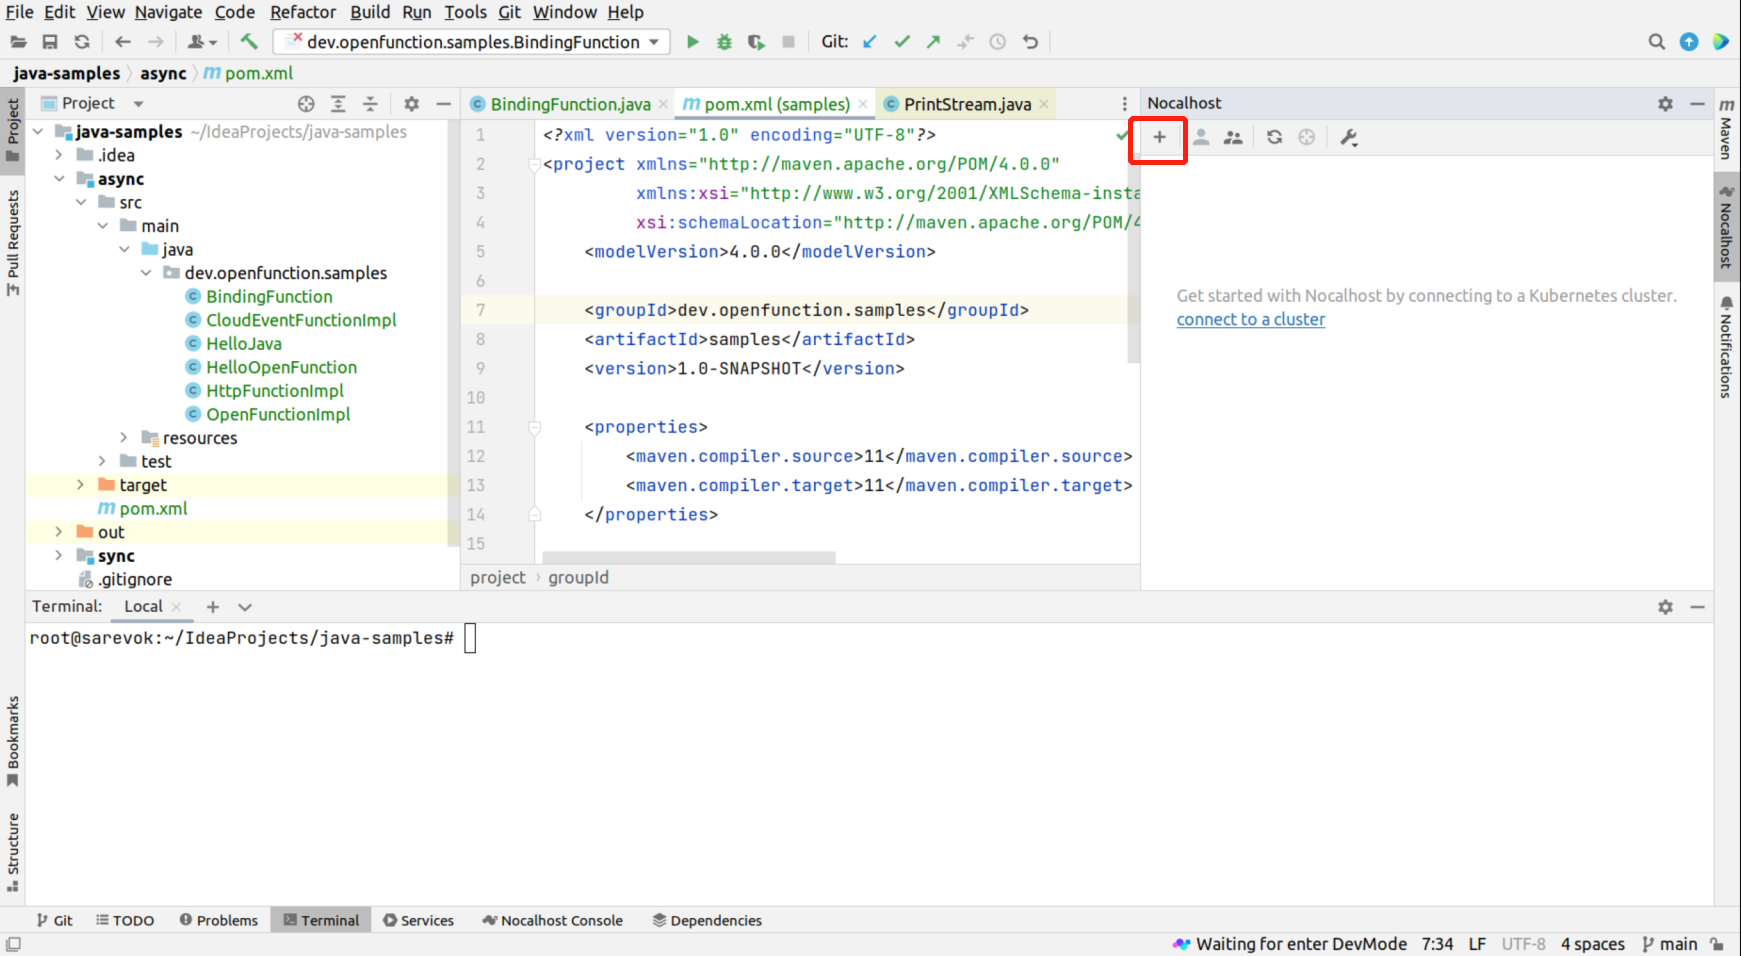 File Edit View Navigate Code Refactor Build Run Tools Git Window Help
dev.openfunction.samples.BindingFunction Git:
java-samples async pom.xml
Project
BindingFunction.java pom.xml (samples) PrintStream.java
Nocalhost
java-samples ~/IdeaProjects/java-samples
.idea
async
src
main
java
dev.openfunction.samples
BindingFunction
CloudEventFunctionImpl
HelloJava
HelloOpenFunction
HttpFunctionImpl
OpenFunctionImpl
resources
test
target
pom.xml
out
sync
.gitignore
1 <?xml version="1.0" encoding="UTF-8"?>
2 <project xmlns="http://maven.apache.org/POM/4.0.0"
3 xmlns:xsi="http://www.w3.org/2001/XMLSchema-insta
4 xsi:schemaLocation="http://maven.apache.org/POM/4
5 <modelVersion>4.0.0</modelVersion>
6
7 <groupId>dev.openfunction.samples</groupId>
8 <artifactId>samples</artifactId>
9 <version>1.0-SNAPSHOT</version>
10
11 <properties>
12 <maven.compiler.source>11</maven.compiler.source>
13 <maven.compiler.target>11</maven.compiler.target>
14 </properties>
15
project › groupId
Get started with Nocalhost by connecting to a Kubernetes cluster.
connect to a cluster
Project
Pull Requests
Bookmarks
Structure
Maven
Nocalhost
Notifications
Terminal: Local
root@sarevok:~/IdeaProjects/java-samples#
Git TODO Problems Terminal Services Nocalhost Console Dependencies
Waiting for enter DevMode 7:34 LF UTF-8 4 spaces main